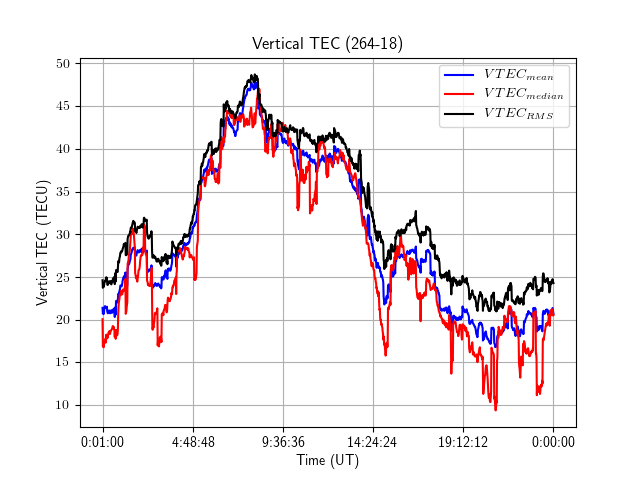 Vertical TEC (264-18)
VTEC_mean
VTEC_median
VTEC_RMS
Vertical TEC (TECU)
50
45
40
35
30
25
20
15
10
0:01:00 4:48:48 9:36:36 14:24:24 19:12:12 0:00:00
Time (UT)